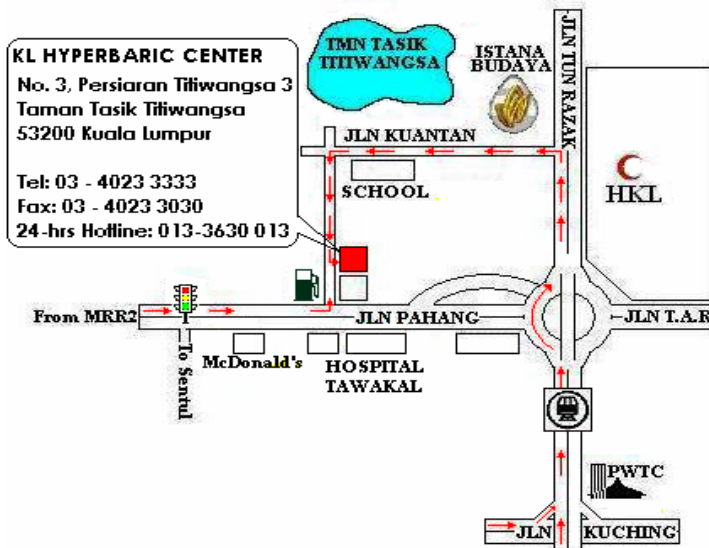 KL HYPERBARIC CENTER
No. 3, Persiaran Titiwangsa 3
Taman Tasik Titiwangsa
53200 Kuala Lumpur
Tel: 03 - 4023 3333
Fax: 03 - 4023 3030
24-hrs Hotline: 013-3630 013
TMN TASIK
TITIWANGSA
ISTANA
BUDAYA
JLN TUN RAZAK
JLN KUANTAN
SCHOOL
HKL
From MRR2
JLN PAHANG
JLN T.A.R
To Sentul
McDonald's
HOSPITAL
TAWAKAL
PWTC
JLN KUCHING